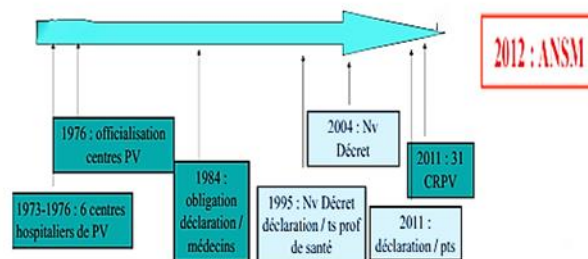 2012 : ANSM
1976 : officialisation
centres PV
1973-1976 : 6 centres
hospitaliers de PV
1984 :
obligation
déclaration /
médecins
1995 : Nv Décret
déclaration / ts prof
de santé
2004 : Nv
Décret
2011 :
déclaration / pts
2011 : 31
CRPV